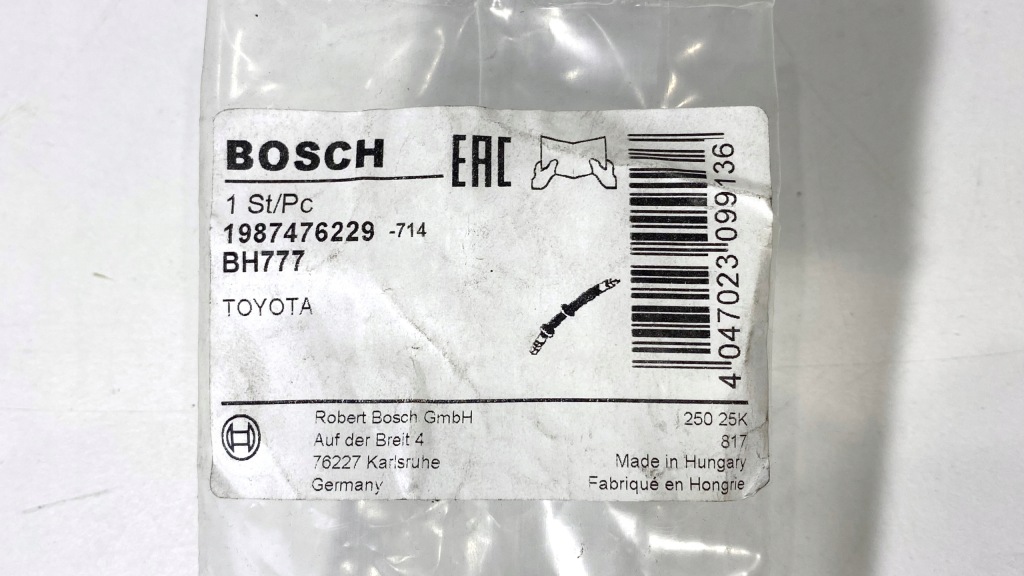 BOSCH
EAC
1 St/Pc
1987476229 -714
BH777
TOYOTA
4 047023 099136
Robert Bosch GmbH
Auf der Breit 4
76227 Karlsruhe
Germany
250 25K
817
Made in Hungary
Fabriqué en Hongrie